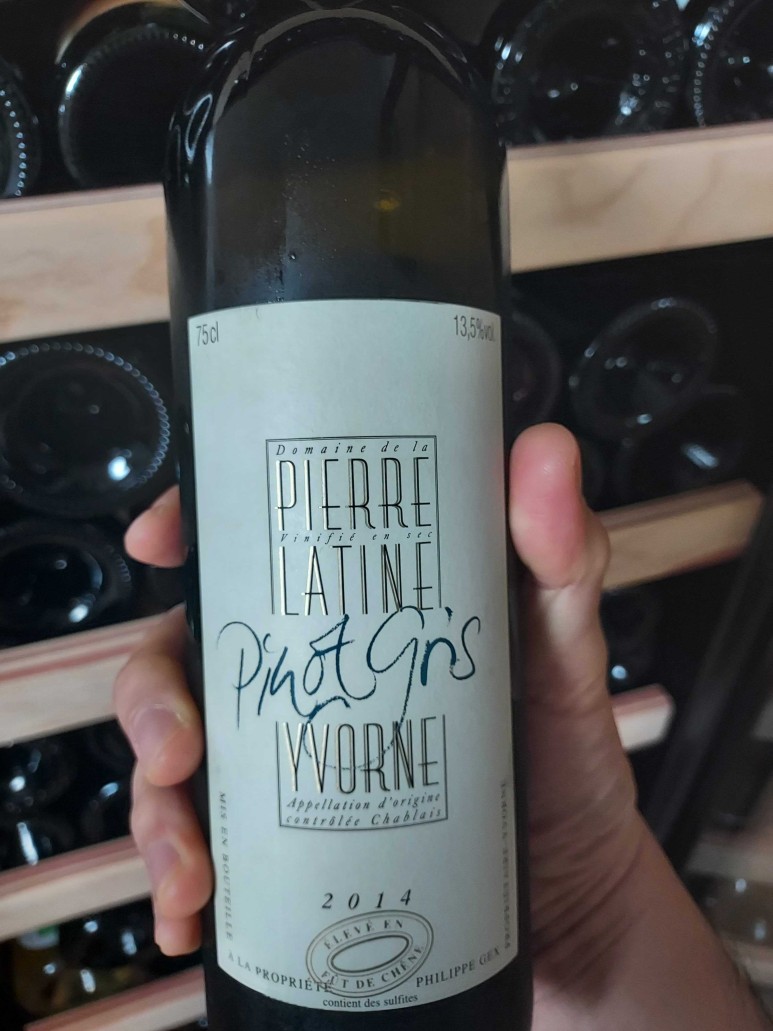 75cl
13,5%vol.
Domaine de la
PIERRE
Vinifié en sec
LATINE
Pinot Gris
YVORNE
Appellation d'origine
contrôlée Chablais
2014
ÉLEVÉ EN
FÛT DE CHÊNE
MIS EN BOUTEILLE
À LA PROPRIÉTÉ
PHILIPPE GEX
contient des sulfites